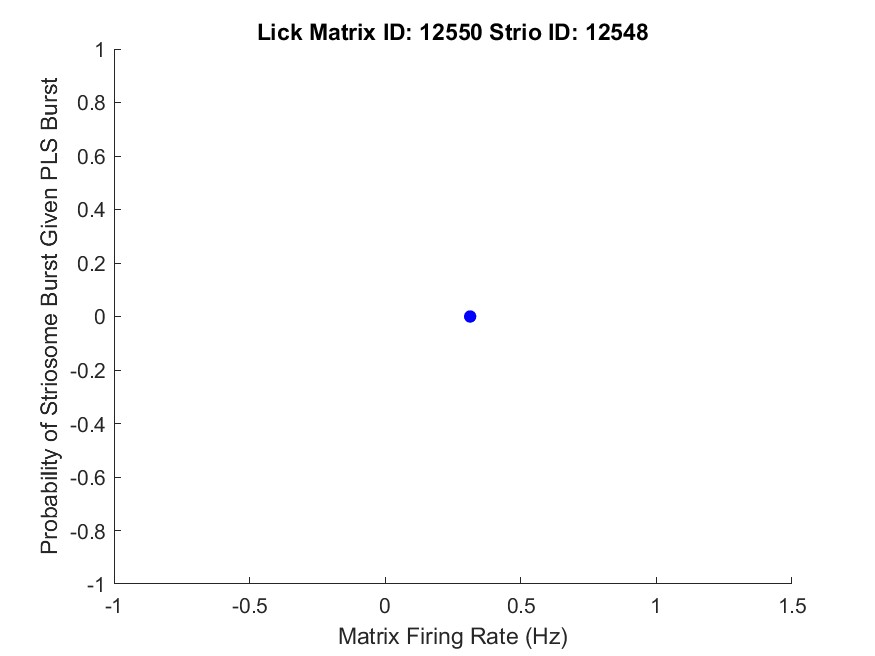 Lick Matrix ID: 12550 Strio ID: 12548
Probability of Striosome Burst Given PLS Burst
1
0.8
0.6
0.4
0.2
0
-0.2
-0.4
-0.6
-0.8
-1
-1 -0.5 0 0.5 1 1.5
Matrix Firing Rate (Hz)